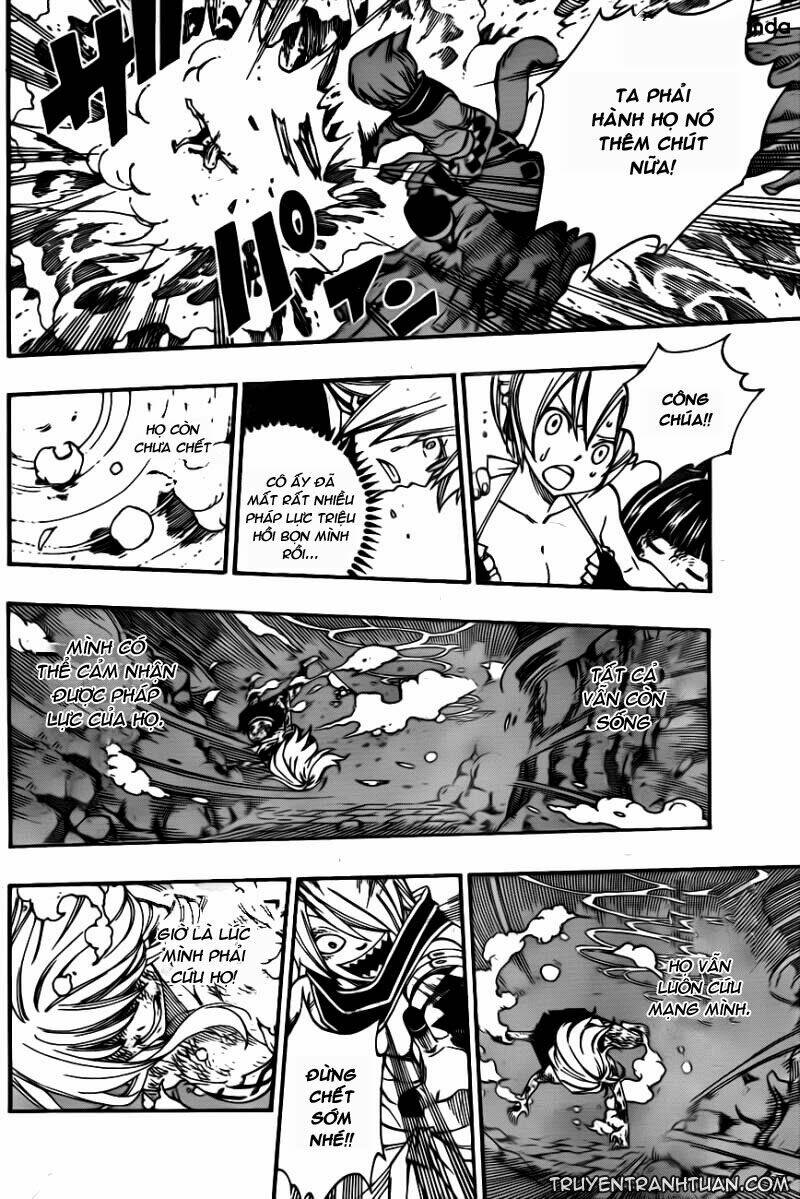 nda
TA PHẢI
HÀNH HỌ NÓ
THÊM CHÚT
NỮA!
CÔNG
CHÚA!!
CÔ ẤY ĐÃ
MẤT RẤT NHIỀU
PHÁP LỰC TRIỆU
HỒI BỌN MÌNH
RỒI...
HỌ CÒN
CHƯA CHẾT
TẤT CẢ
VẪN CÒN
SỐNG
MÌNH CÓ
THỂ CẢM NHẬN
ĐƯỢC PHÁP
LỰC CỦA HỌ.
HỌ VẪN
LUÔN CỨU
MẠNG MÌNH.
ĐỪNG
CHẾT
SỚM
NHÉ!!
GIỜ LÀ LÚC
MÌNH PHẢI
CỨU HỌ!
TRUYENTRANHTUAN.COM